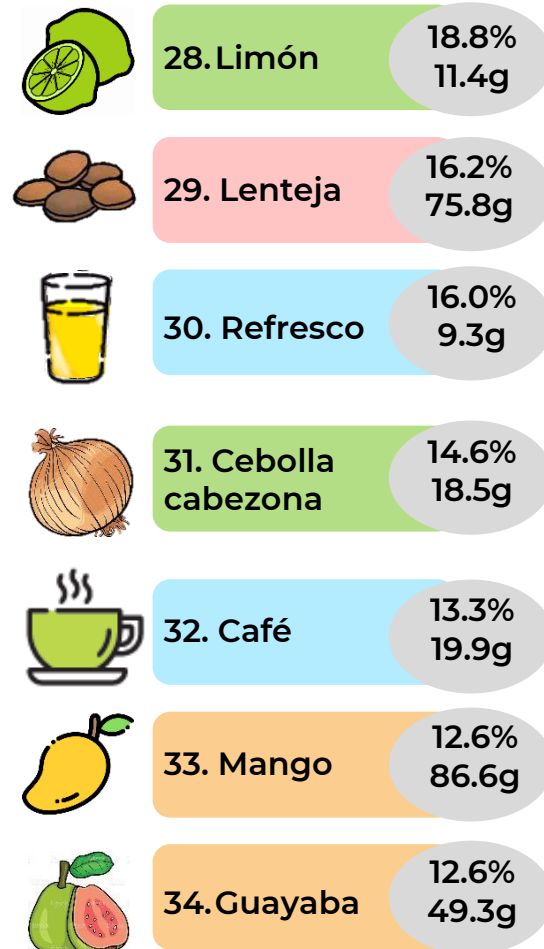 28. Limón
18.8%
11.4g
29. Lenteja
16.2%
75.8g
30. Refresco
16.0%
9.3g
31. Cebolla
cabezona
14.6%
18.5g
32. Café
13.3%
19.9g
33. Mango
12.6%
86.6g
34. Guayaba
12.6%
49.3g